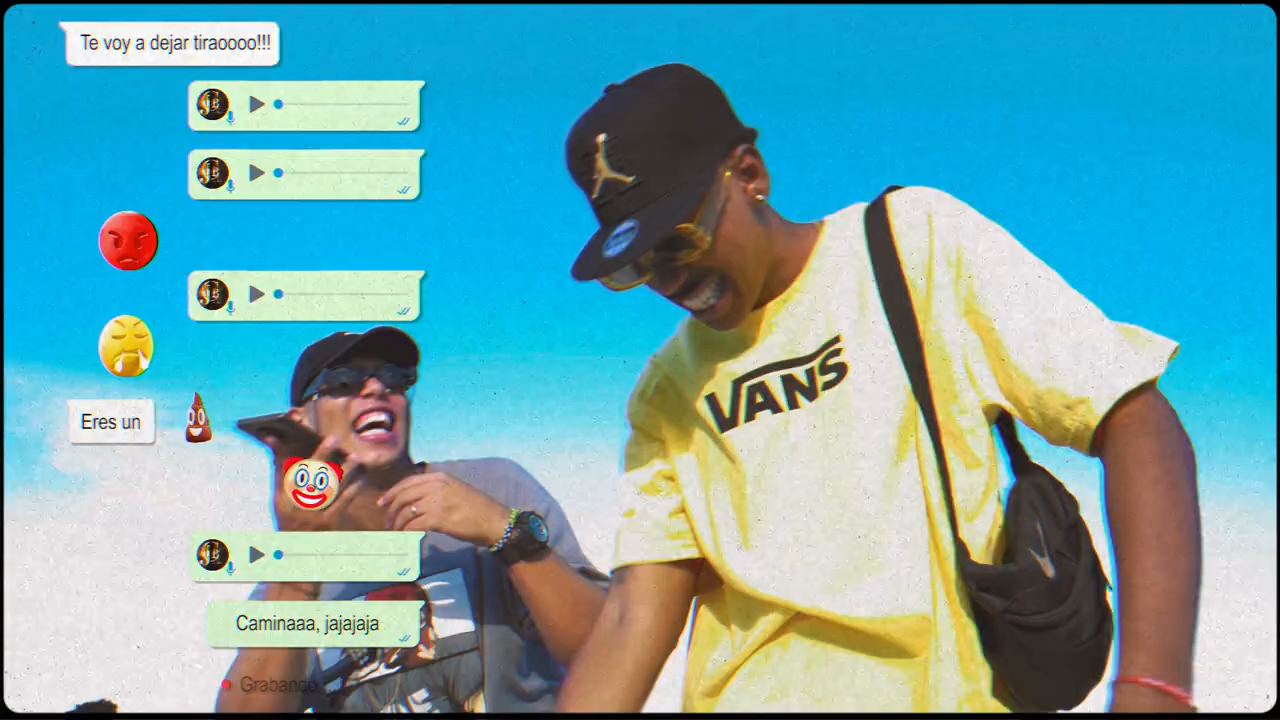 Te voy a dejar tiraoooo!!!
VANS
Eres un
Caminaaa, jajajaja
Grabando...